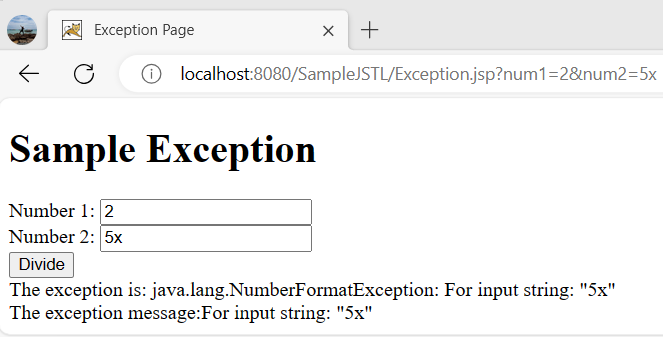 Exception Page
localhost:8080/SampleJSTL/Exception.jsp?num1=2&num2=5x
Sample Exception
Number 1: 2
Number 2: 5x
Divide
The exception is: java.lang.NumberFormatException: For input string: "5x"
The exception message:For input string: "5x"